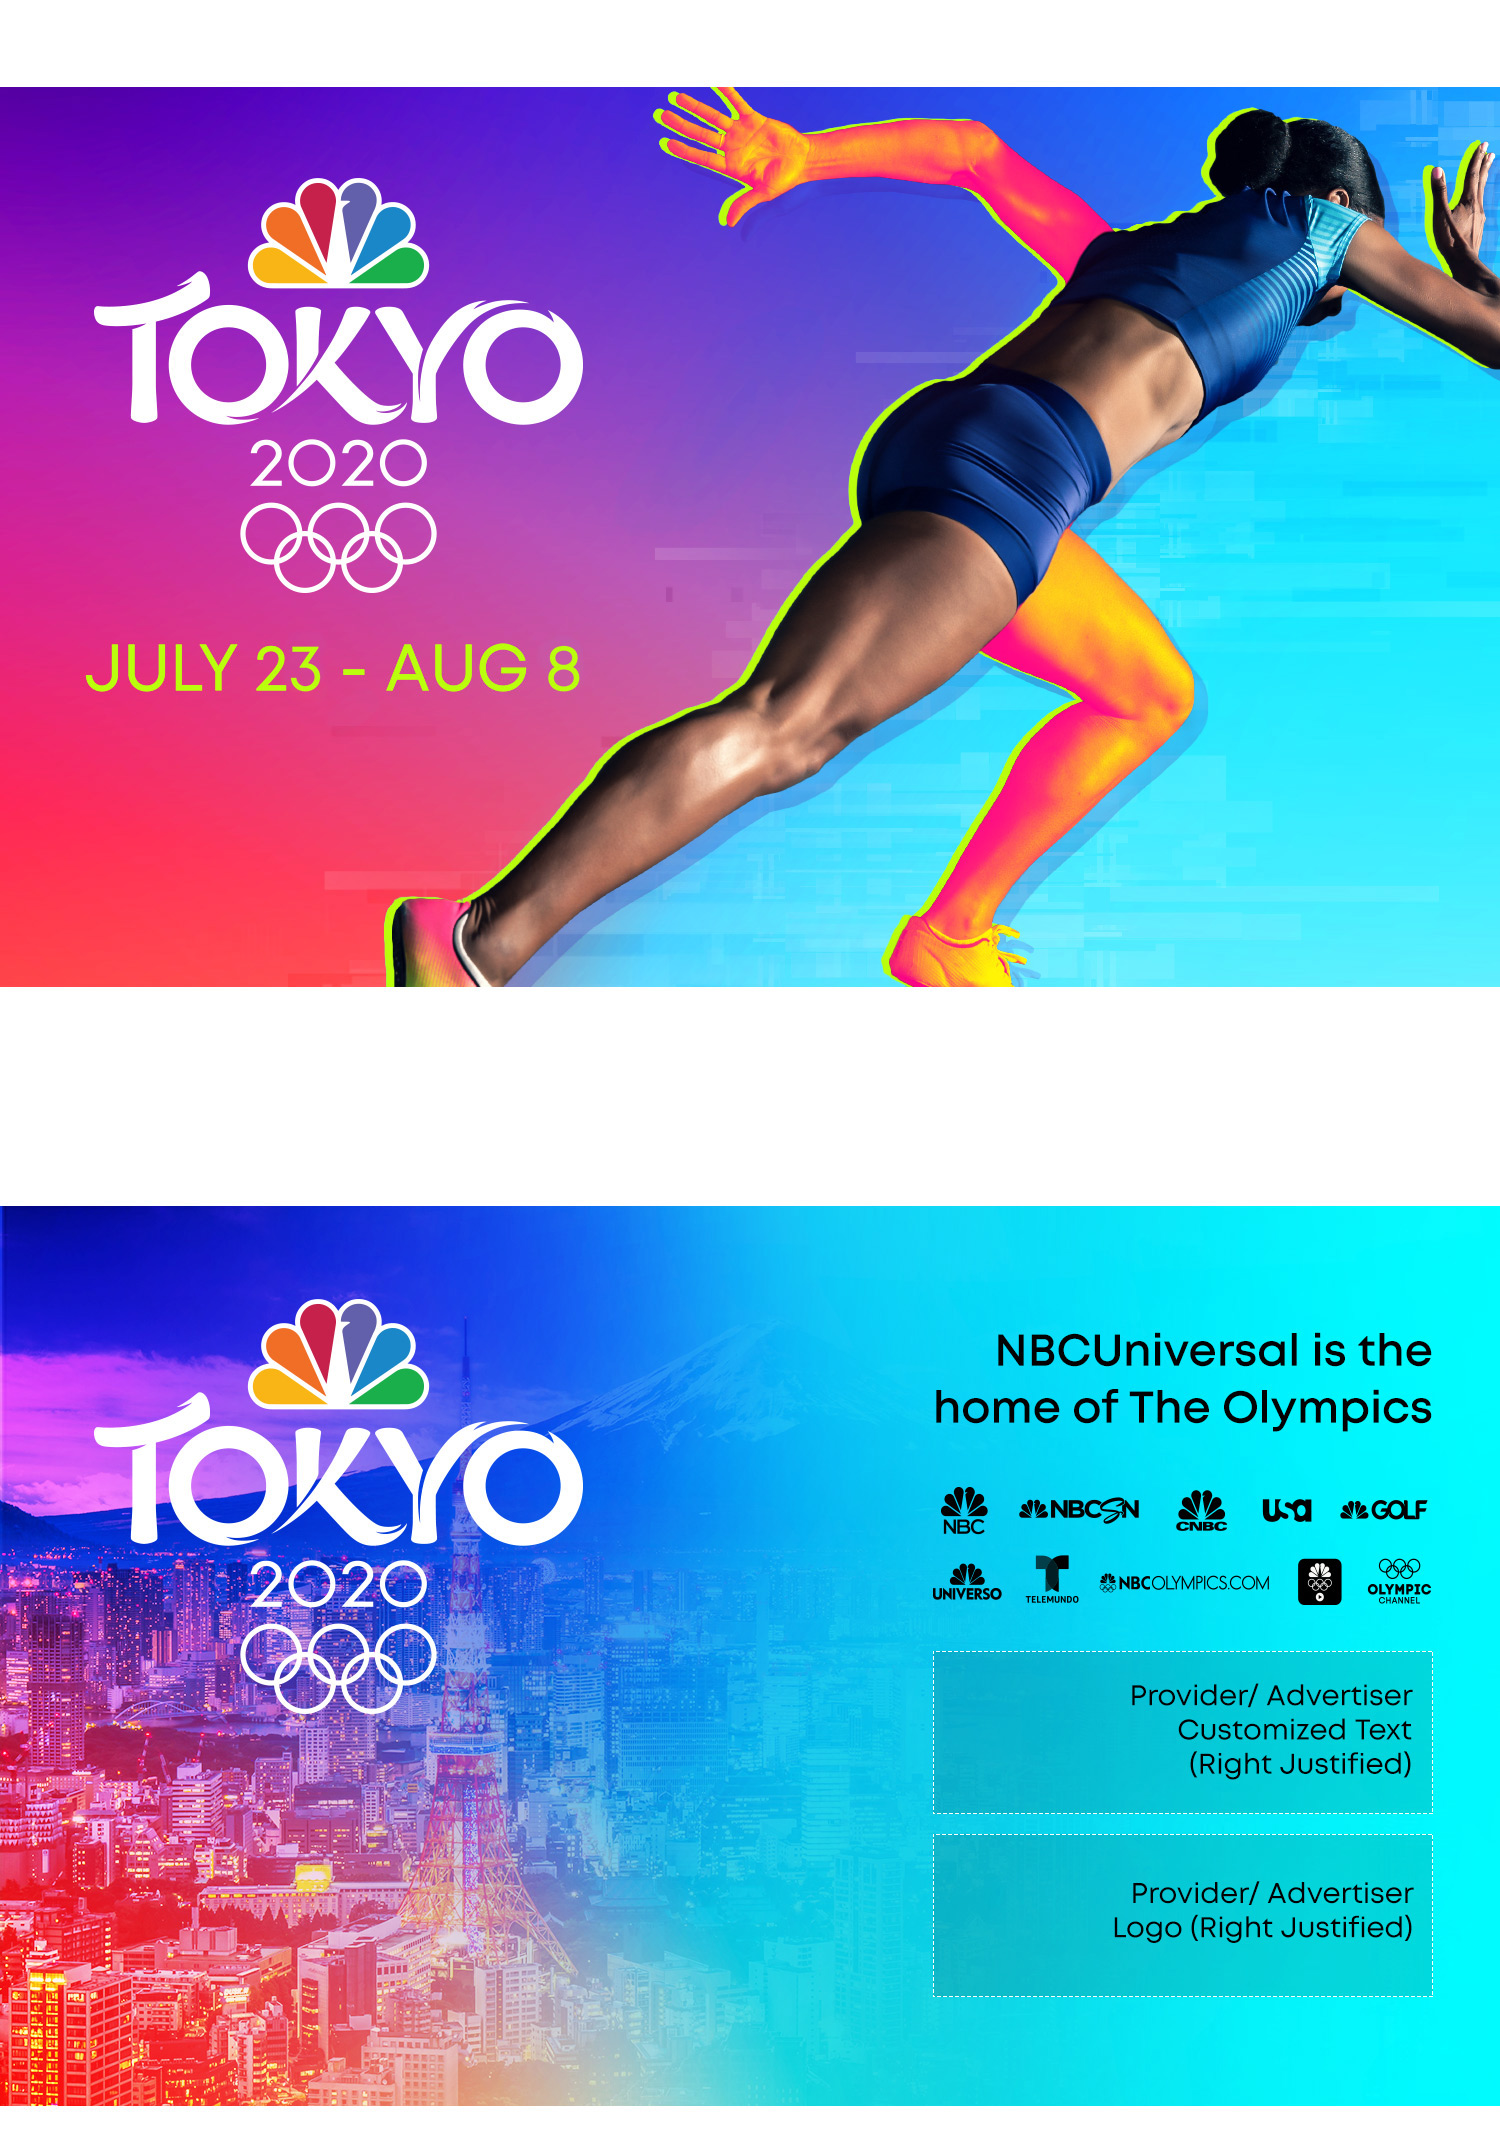 TOKYO
2020
JULY 23 - AUG 8
TOKYO
2020
NBCUniversal is the
home of The Olympics
NBC NBCSN CNBC USA GOLF
UNIVERSO TELEMUNDO NBCOLYMPICS.COM OLYMPIC CHANNEL
Provider/ Advertiser
Customized Text
(Right Justified)
Provider/ Advertiser
Logo (Right Justified)